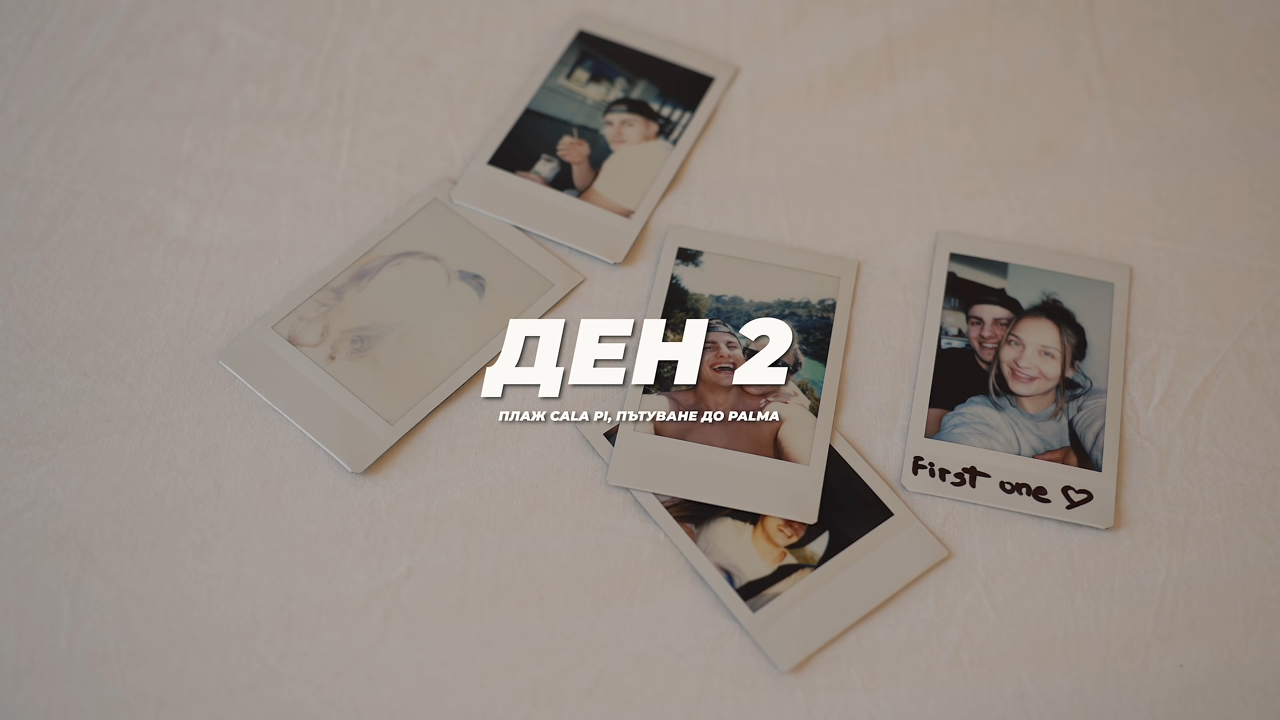 ДЕН 2
ПЛАЖ CALA PI, ПЪТУВАНЕ ДО PALMA
First one ♡